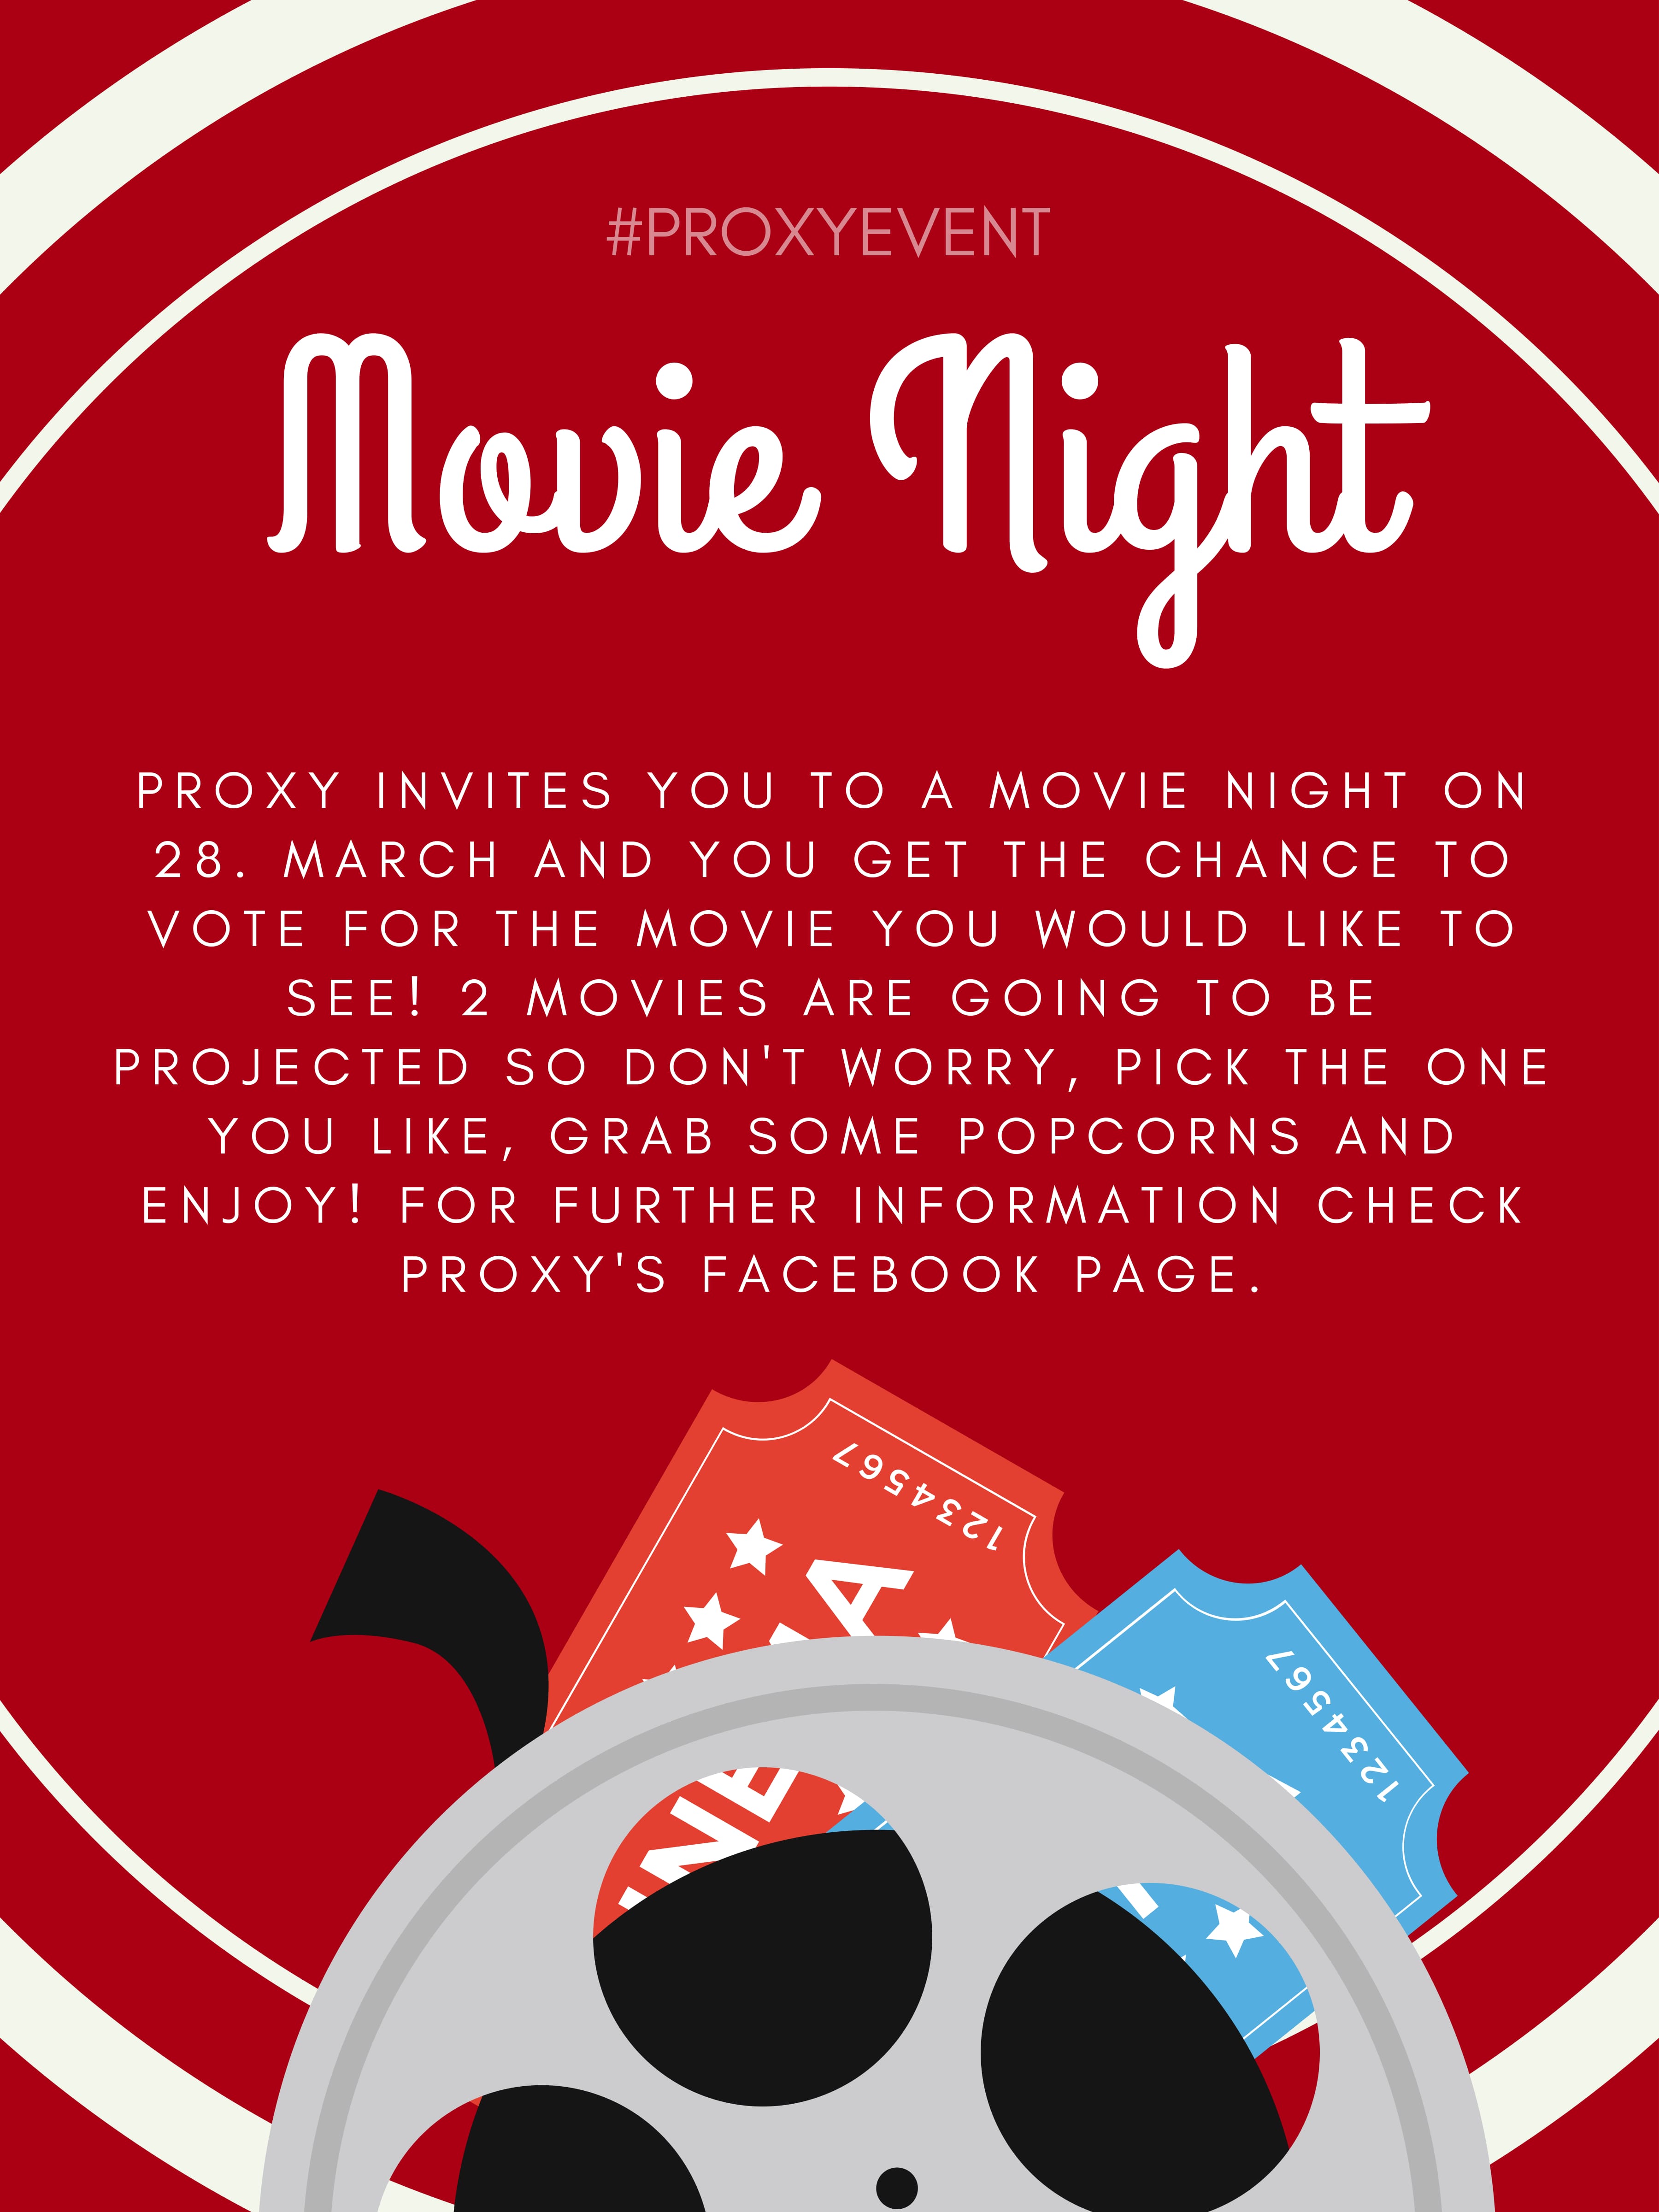 #PROXYEVENT
Movie Night
PROXY INVITES YOU TO A MOVIE NIGHT ON
28. MARCH AND YOU GET THE CHANCE TO
VOTE FOR THE MOVIE YOU WOULD LIKE TO
SEE! 2 MOVIES ARE GOING TO BE
PROJECTED SO DON'T WORRY, PICK THE ONE
YOU LIKE, GRAB SOME POPCORNS AND
ENJOY! FOR FURTHER INFORMATION CHECK
PROXY'S FACEBOOK PAGE.
1234567
1234567